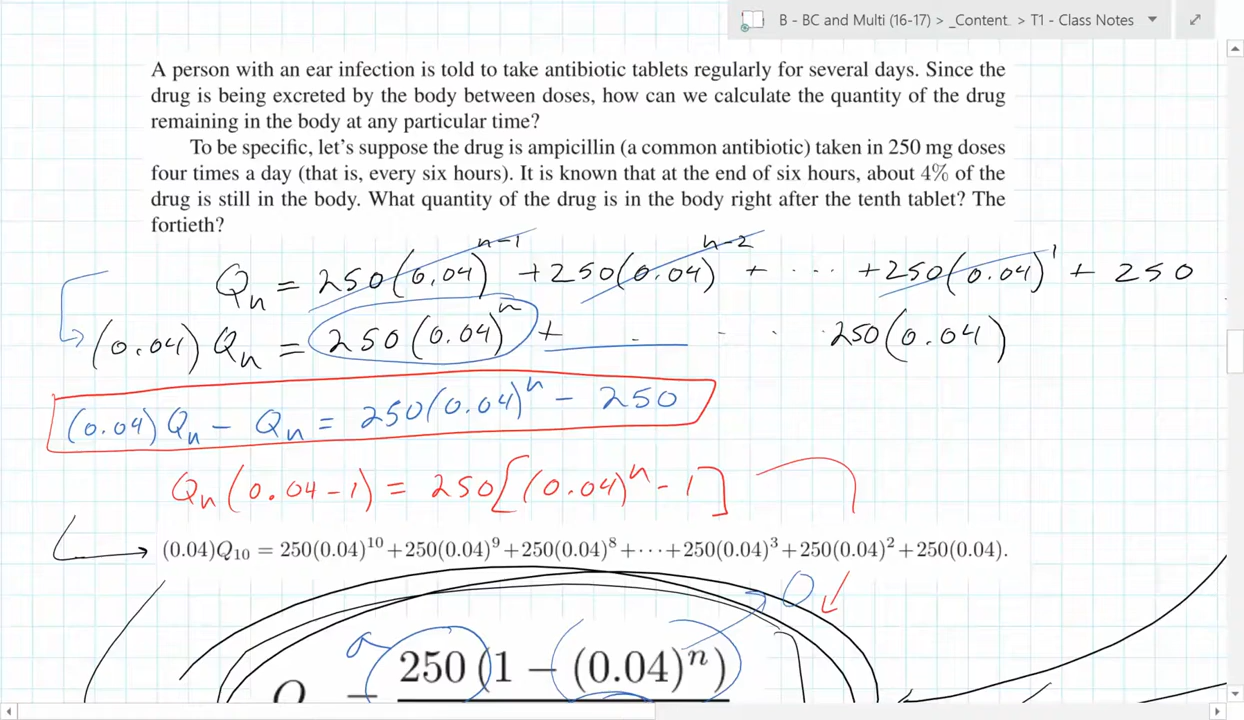 B - BC and Multi (16-17) > _Content > T1 - Class Notes
A person with an ear infection is told to take antibiotic tablets regularly for several days. Since the
drug is being excreted by the body between doses, how can we calculate the quantity of the drug
remaining in the body at any particular time?
To be specific, let's suppose the drug is ampicillin (a common antibiotic) taken in 250 mg doses
four times a day (that is, every six hours). It is known that at the end of six hours, about 4% of the
drug is still in the body. What quantity of the drug is in the body right after the tenth tablet? The
fortieth?
Qₙ = 250(0.04)ⁿ⁻¹ + 250(0.04)ⁿ⁻² + ... + 250(0.04)¹ + 250
(0.04) Qₙ = 250(0.04)ⁿ + . . . 250(0.04)
(0.04) Qₙ - Qₙ = 250(0.04)ⁿ - 250
Qₙ(0.04-1) = 250[(0.04)ⁿ - 1]
(0.04)Q₁₀ = 250(0.04)¹⁰ + 250(0.04)⁹ + 250(0.04)⁸ + ··· + 250(0.04)³ + 250(0.04)² + 250(0.04).
0
a
250 (1 − (0.04)ⁿ)